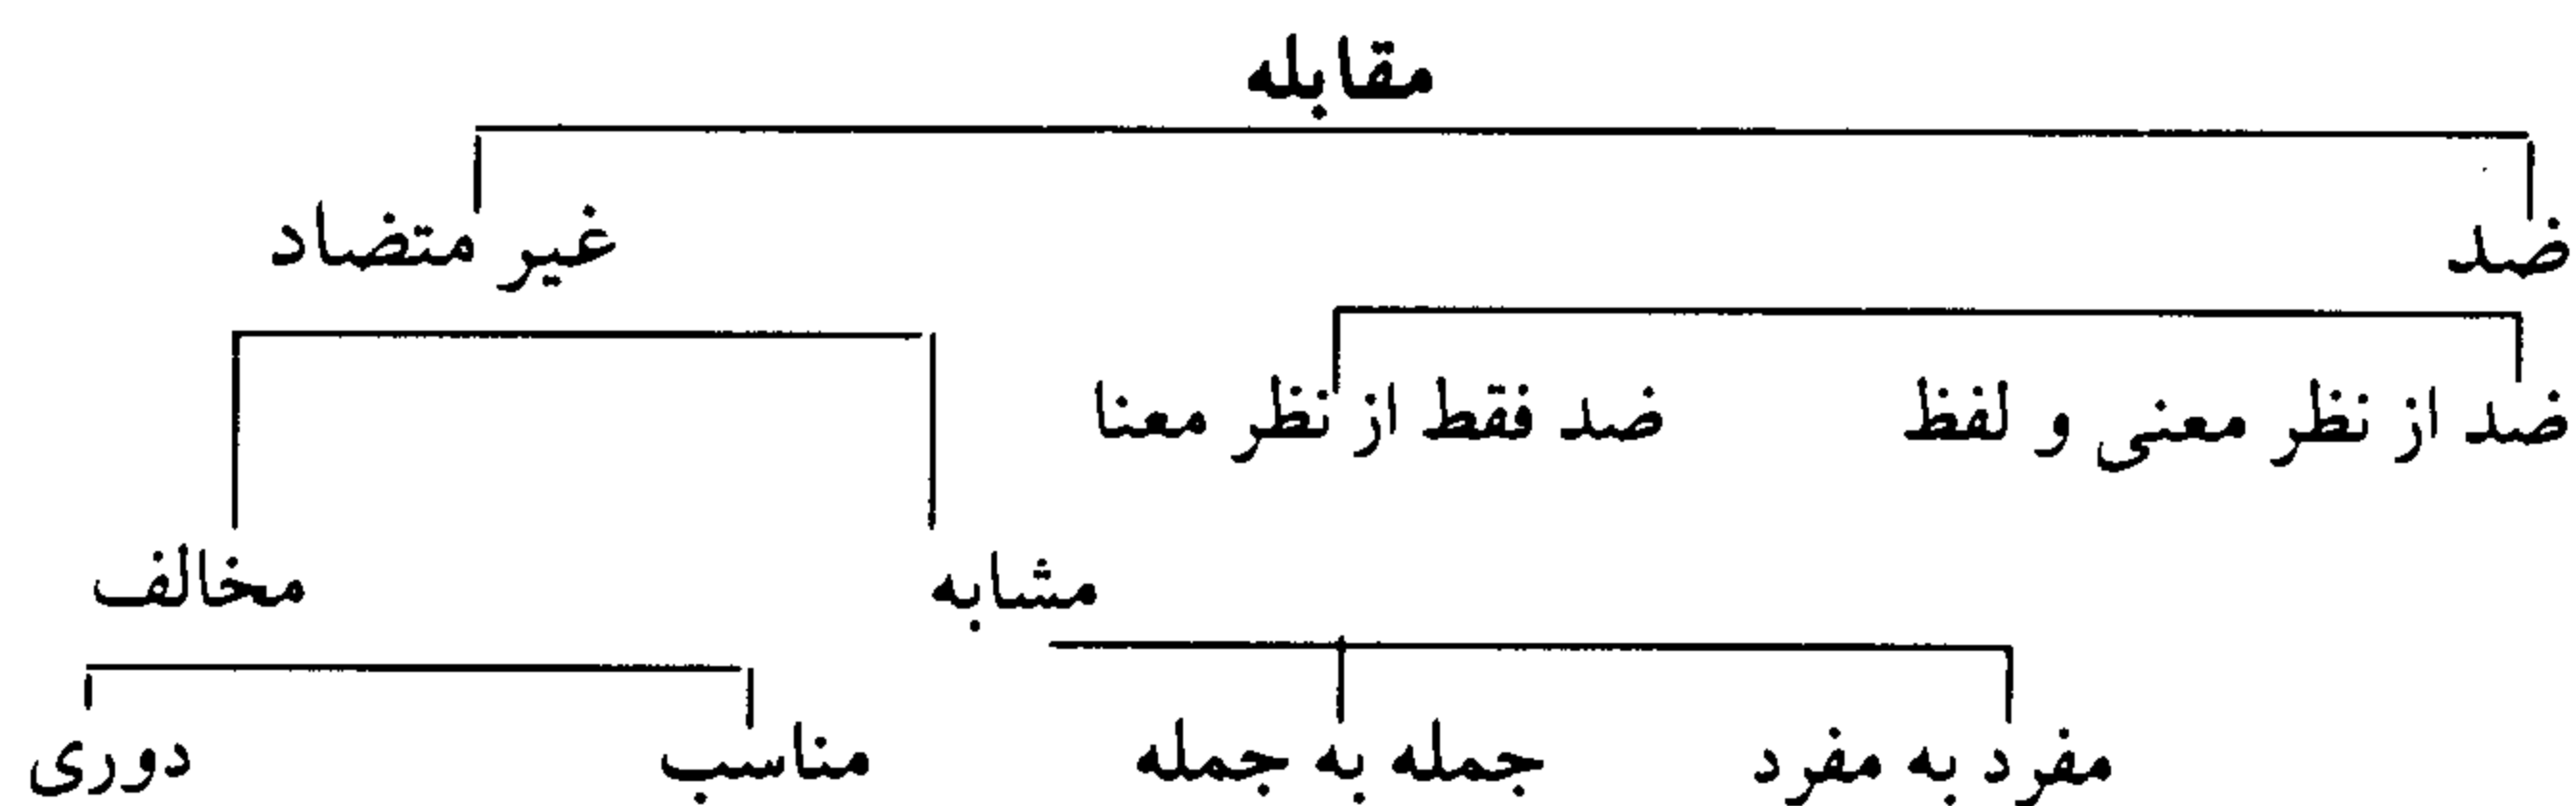 مقابله
ضد غیر متضاد
ضد از نظر معنی و لفظ ضد فقط از نظر معنا
مشابه مخالف
مفرد به مفرد جمله به جمله مناسب دوری